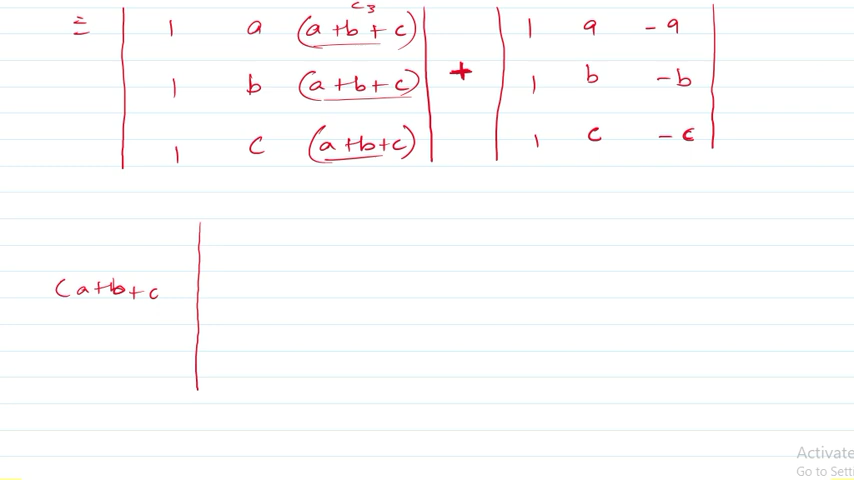 C₃
= | 1 a (a+b+c) | + | 1 a -a |
| 1 b (a+b+c) | | 1 b -b |
| 1 c (a+b+c) | | 1 c -c |
(a+b+c |
Activate
Go to Setti